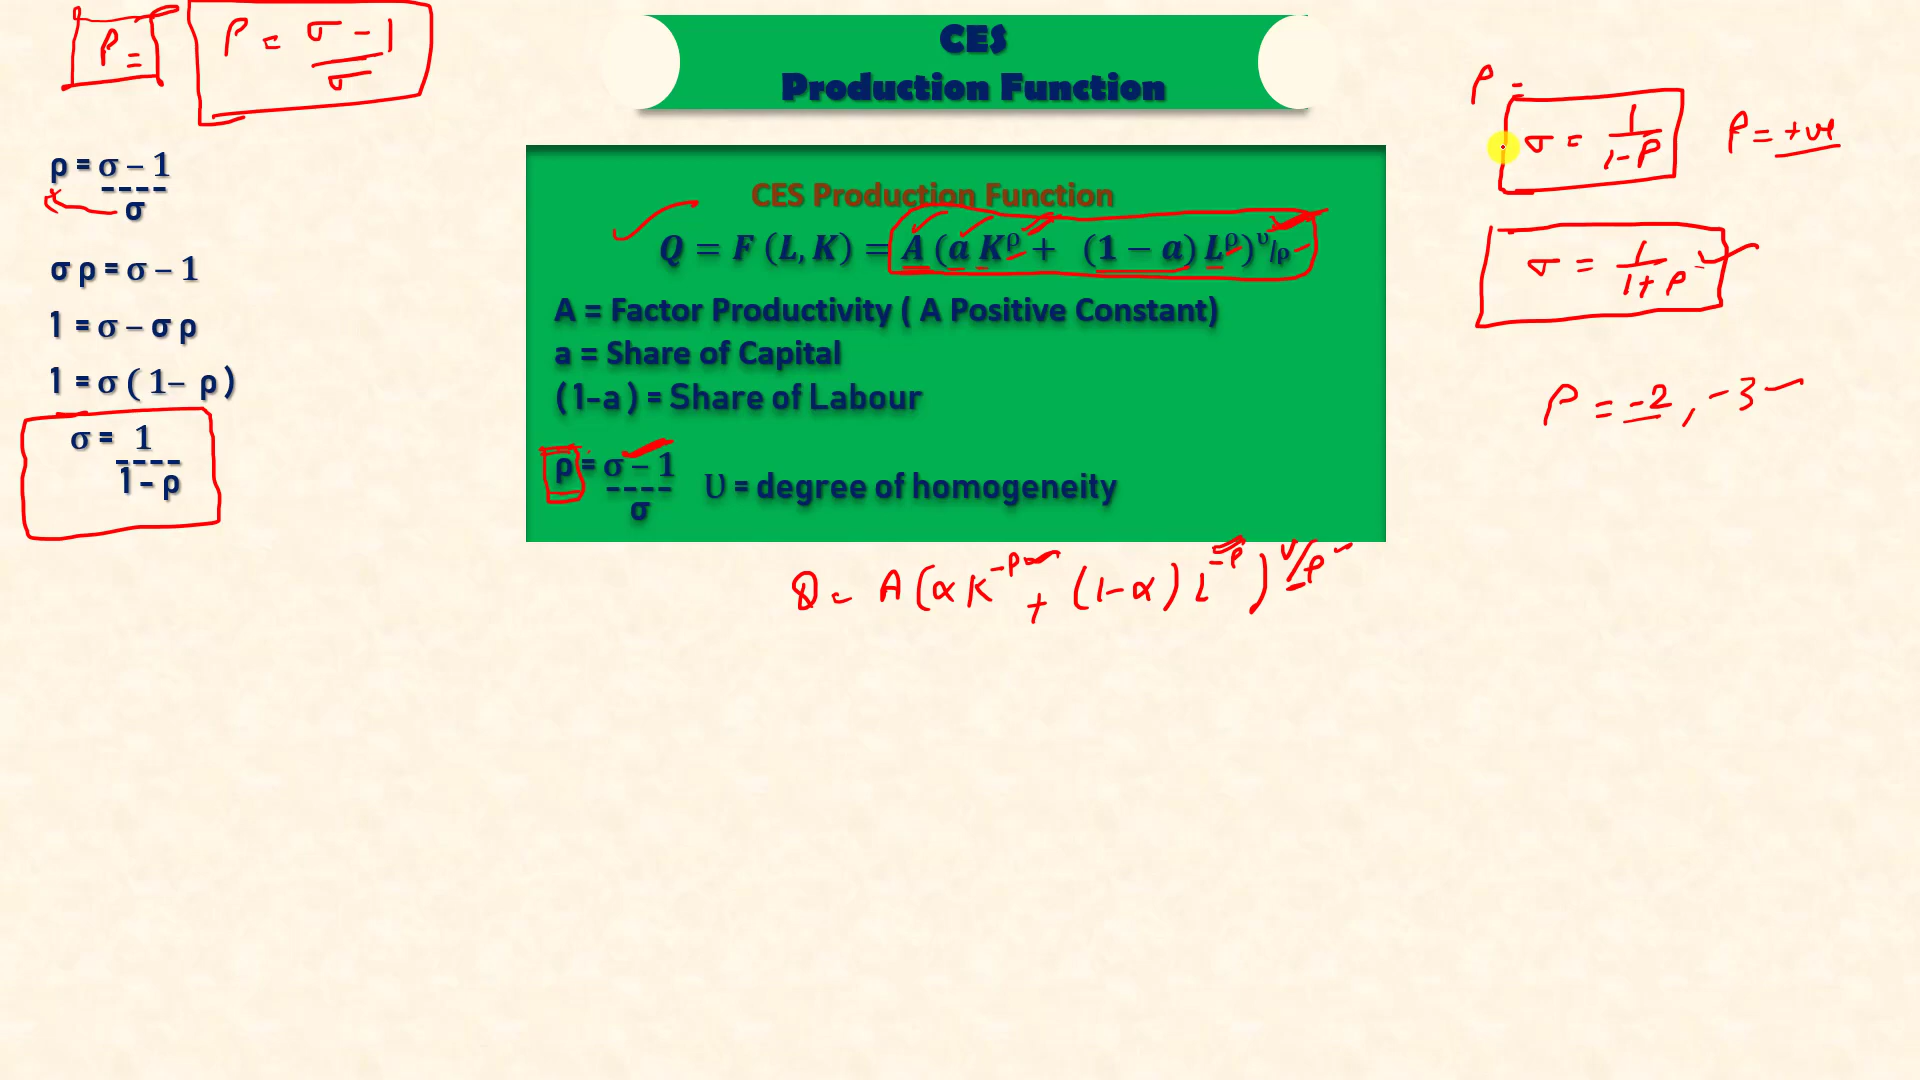 CES
Production Function
ρ =
ρ = σ – 1
σ
ρ = σ – 1
----
σ
σ ρ = σ – 1
1 = σ – σ ρ
1 = σ ( 1– ρ )
σ = 1
----
1 - ρ
CES Production Function
Q = F (L, K) = A (a K^ρ + (1 − a) L^ρ)^υ/ρ
A = Factor Productivity ( A Positive Constant)
a = Share of Capital
(1-a ) = Share of Labour
ρ = σ – 1
----
σ
υ = degree of homogeneity
Q = A (α K^-ρ + (1-α) L^-ρ)^v/-ρ
ρ =
σ = 1
1-ρ
ρ = +ve
σ = 1
1+ρ
ρ = -2, -3